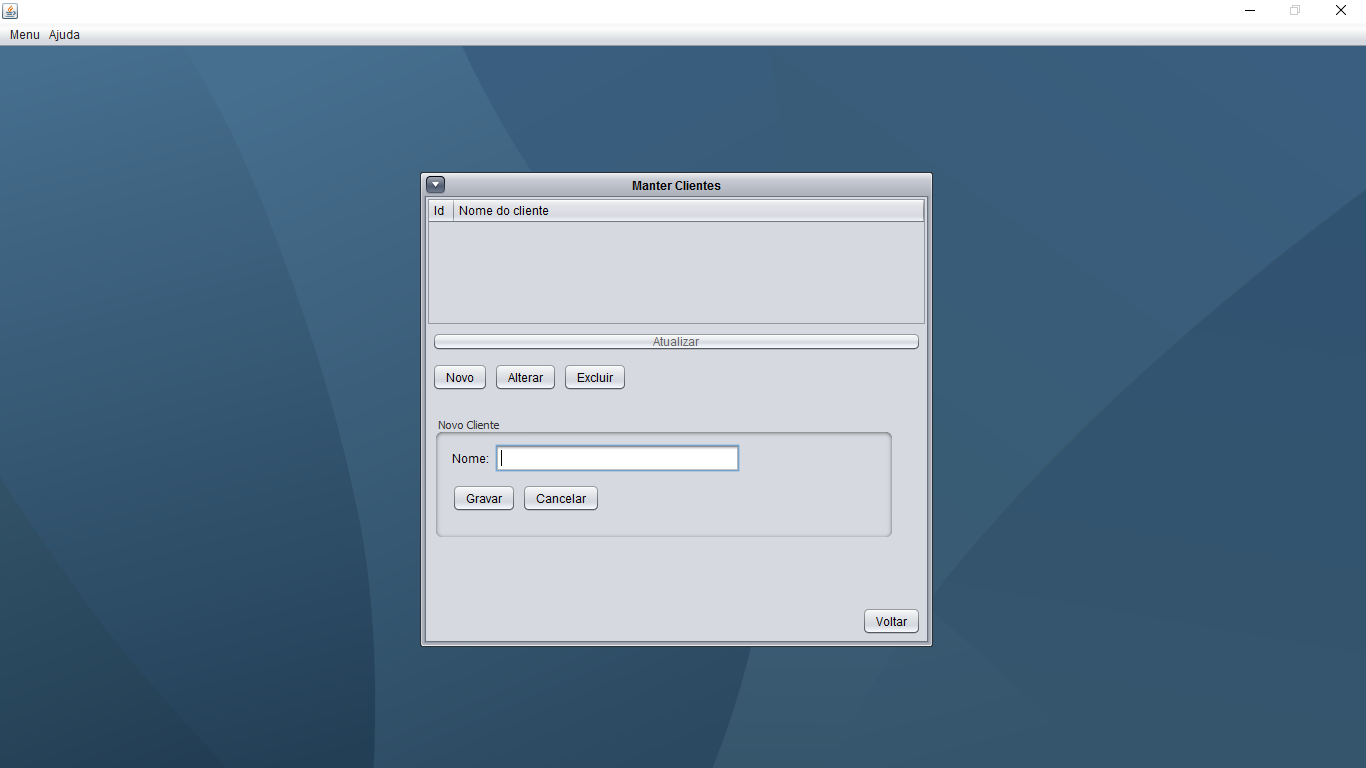 Menu Ajuda
Manter Clientes
Id Nome do cliente
Atualizar
Novo Alterar Excluir
Novo Cliente
Nome:
Gravar Cancelar
Voltar